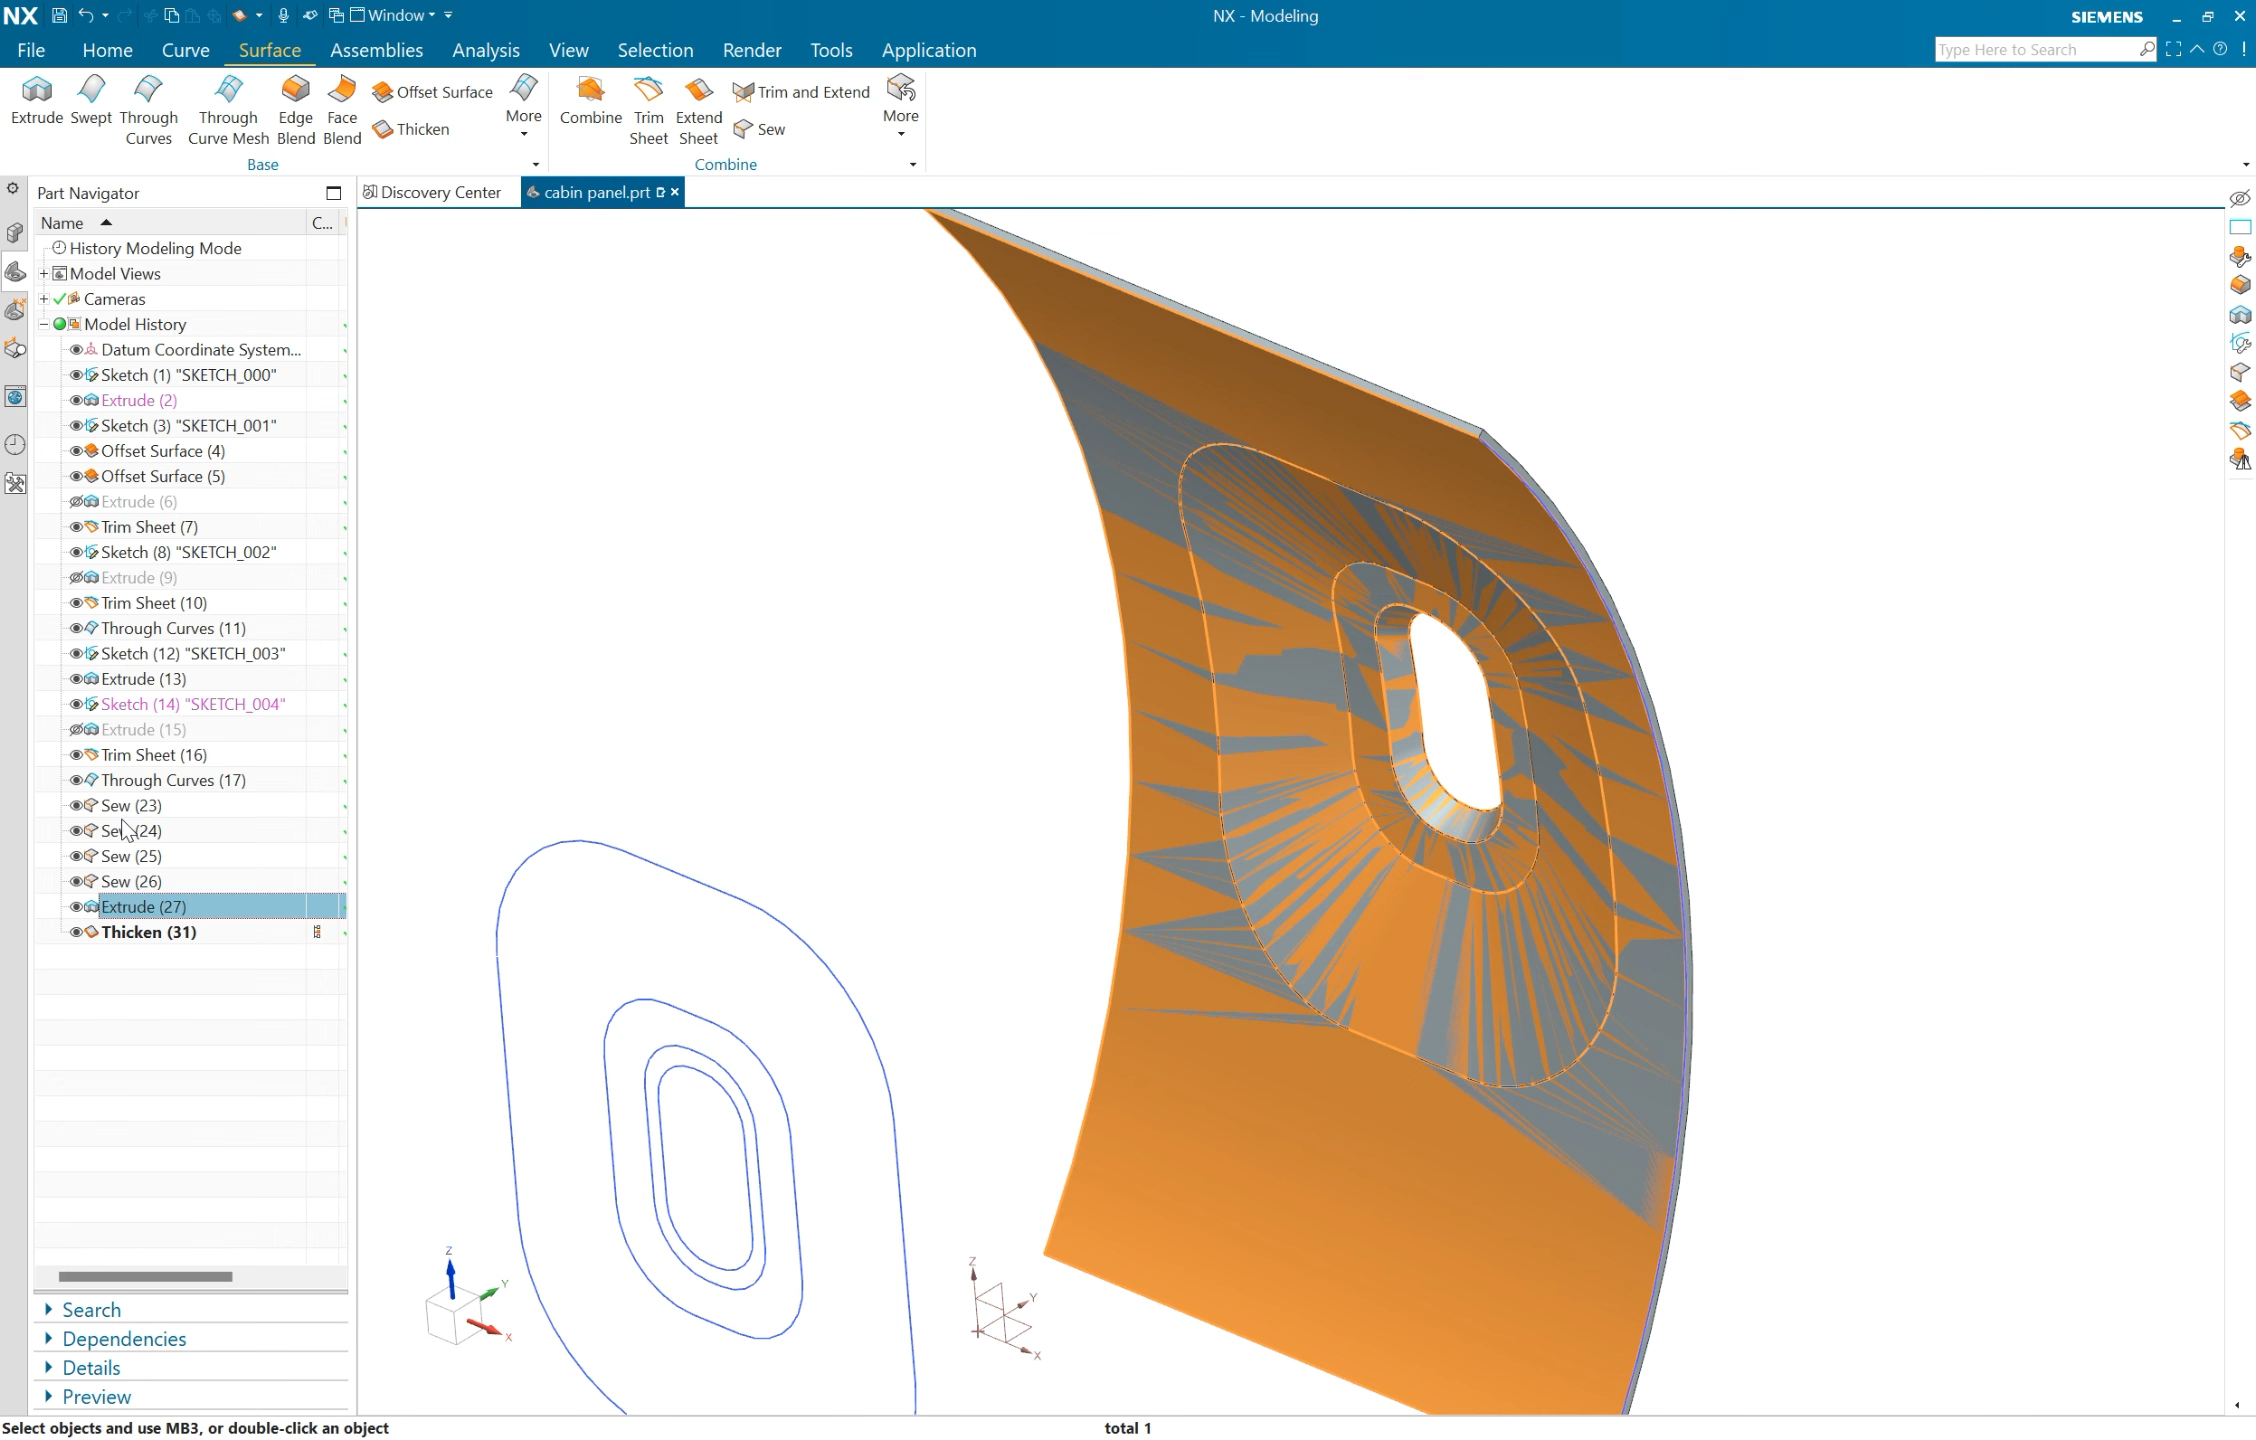 NX
Window
NX - Modeling
SIEMENS
File Home Curve Surface Assemblies Analysis View Selection Render Tools Application
Type Here to Search
Extrude Swept Through Curves Through Curve Mesh Edge Blend Face Blend Offset Surface Thicken More
Combine Trim Sheet Extend Sheet Trim and Extend Sew More
Base Combine
Part Navigator
Discovery Center cabin panel.prt
Name C...
History Modeling Mode
Model Views
Cameras
Model History
Datum Coordinate System...
Sketch (1) "SKETCH_000"
Extrude (2)
Sketch (3) "SKETCH_001"
Offset Surface (4)
Offset Surface (5)
Extrude (6)
Trim Sheet (7)
Sketch (8) "SKETCH_002"
Extrude (9)
Trim Sheet (10)
Through Curves (11)
Sketch (12) "SKETCH_003"
Extrude (13)
Sketch (14) "SKETCH_004"
Extrude (15)
Trim Sheet (16)
Through Curves (17)
Sew (23)
Sew (24)
Sew (25)
Sew (26)
Extrude (27)
Thicken (31)
Z
Y
X
Z
Y
X
Search
Dependencies
Details
Preview
Select objects and use MB3, or double-click an object
total 1